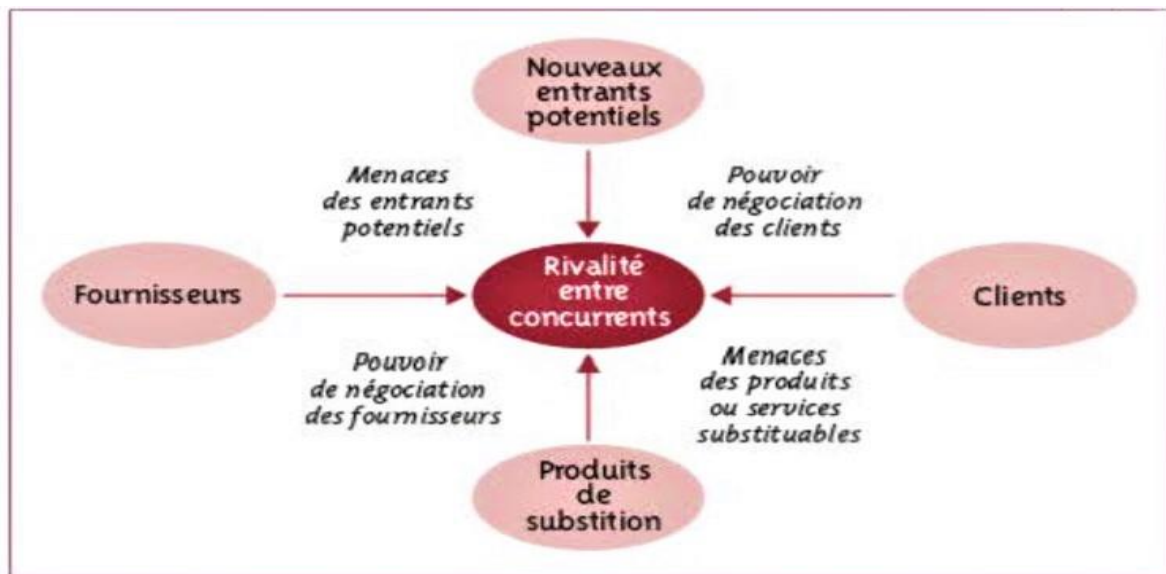 Nouveaux
entrants
potentiels
Menaces
des entrants
potentiels
Pouvoir
de négociation
des clients
Fournisseurs
Rivalité
entre
concurrents
Clients
Pouvoir
de négociation
des fournisseurs
Menaces
des produits
ou services
substituables
Produits
de
substition